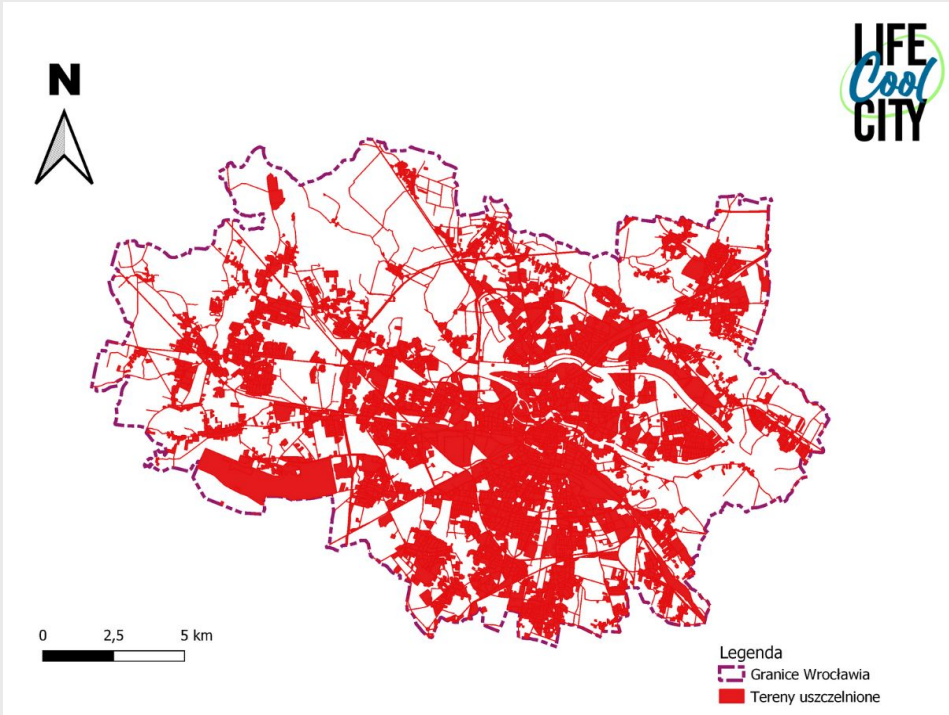 LIFE
Cool
CITY
N
0 2,5 5 km
Legenda
Granice Wrocławia
Tereny uszczelnione